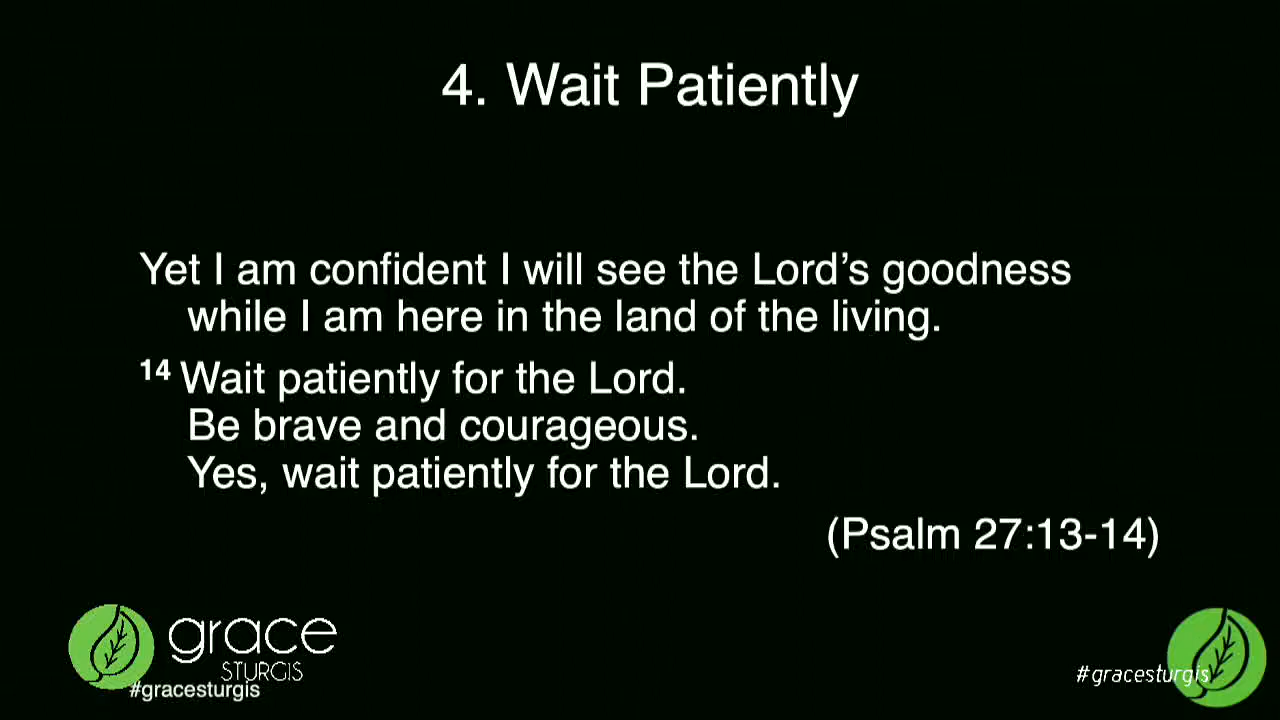 4. Wait Patiently
Yet I am confident I will see the Lord’s goodness
while I am here in the land of the living.
14 Wait patiently for the Lord.
Be brave and courageous.
Yes, wait patiently for the Lord.
(Psalm 27:13-14)
grace
STURGIS
#gracesturgis
#gracesturgis